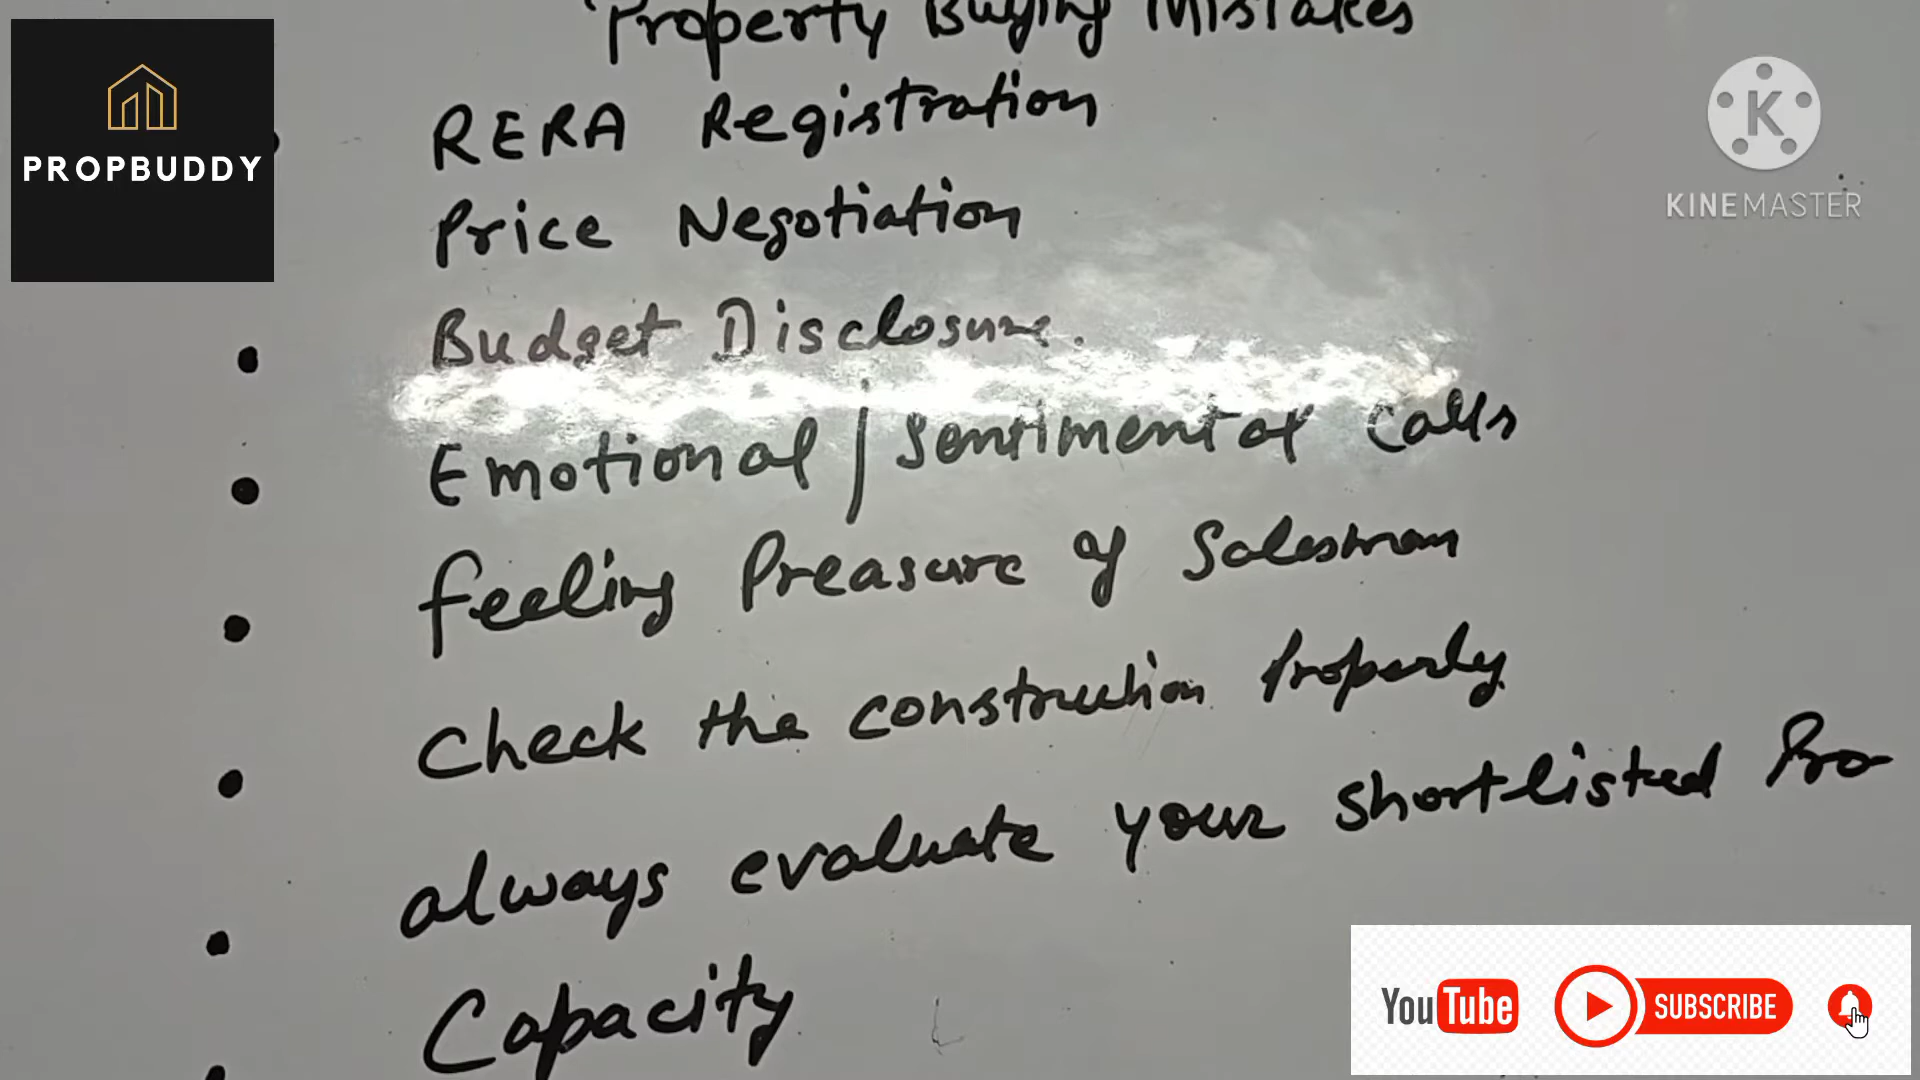 Property Buying Mistakes
RERA Registration
Price Negotiation
Budget Disclosure.
Emotional / Sentimental Calls
feeling Preasure of Salesman
Check the construction Properly
always evaluate your shortlisted Pro-
Capacity
PROPBUDDY
K
KINEMASTER
YouTube
SUBSCRIBE